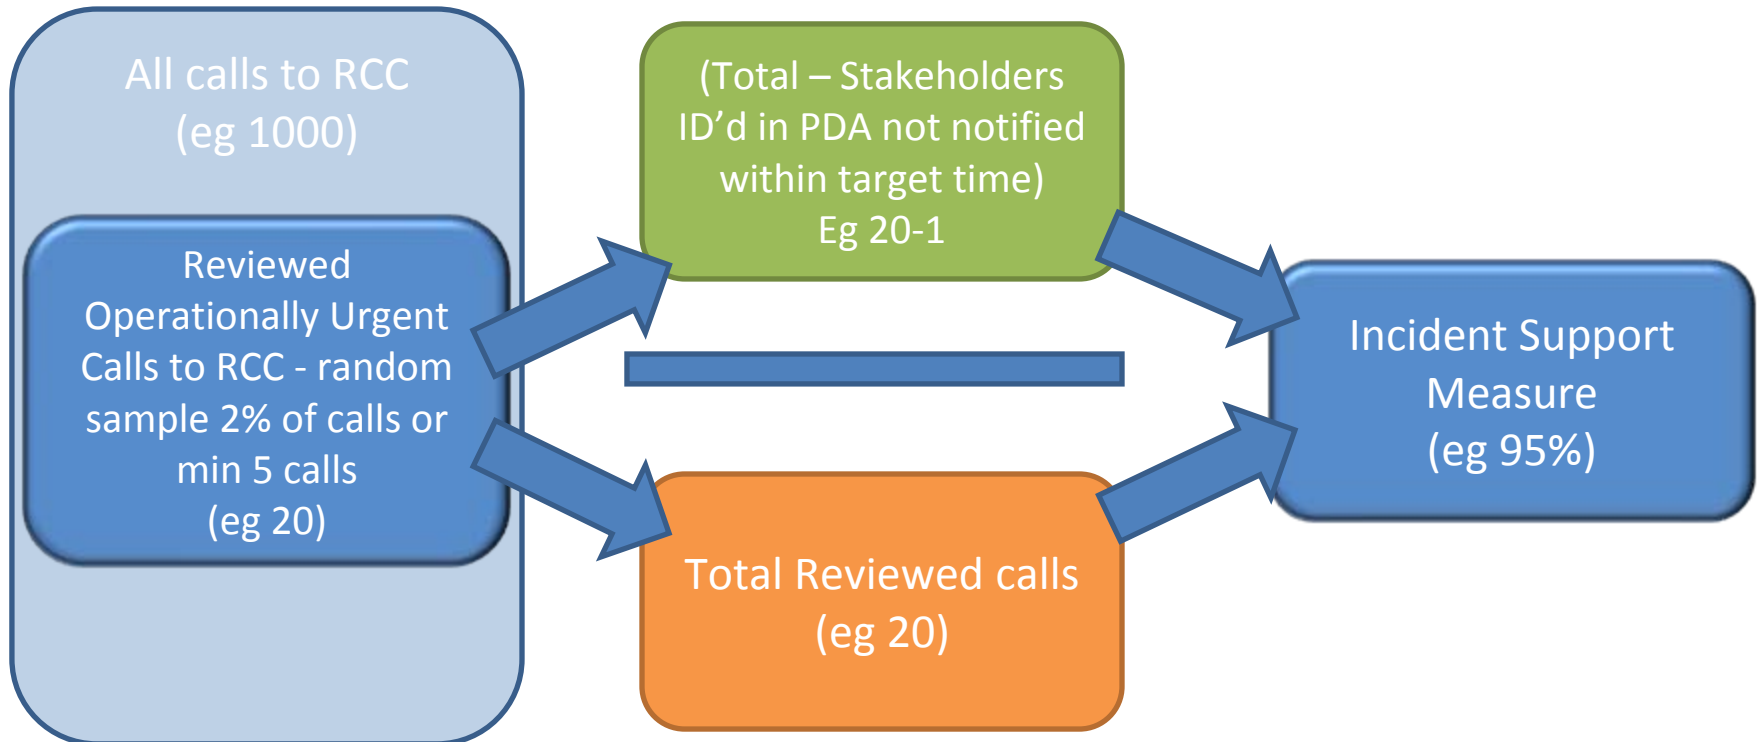 All calls to RCC
(eg 1000)
Reviewed
Operationally Urgent
Calls to RCC - random
sample 2% of calls or
min 5 calls
(eg 20)
(Total – Stakeholders
ID’d in PDA not notified
within target time)
Eg 20-1
Total Reviewed calls
(eg 20)
Incident Support
Measure
(eg 95%)